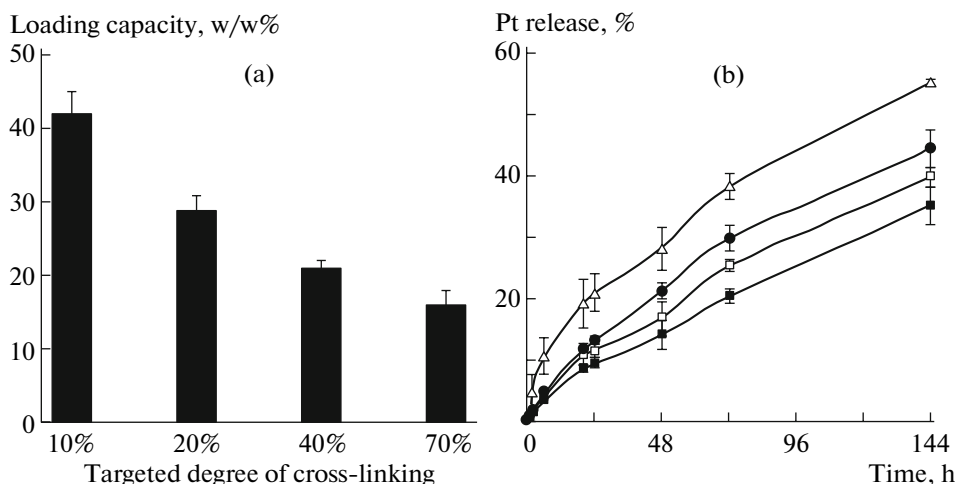 Loading capacity, w/w%
50
(a)
40
30
20
10
0
10% 20% 40% 70%
Targeted degree of cross-linking
Pt release, %
60
(b)
40
20
0 48 96 144
Time, h